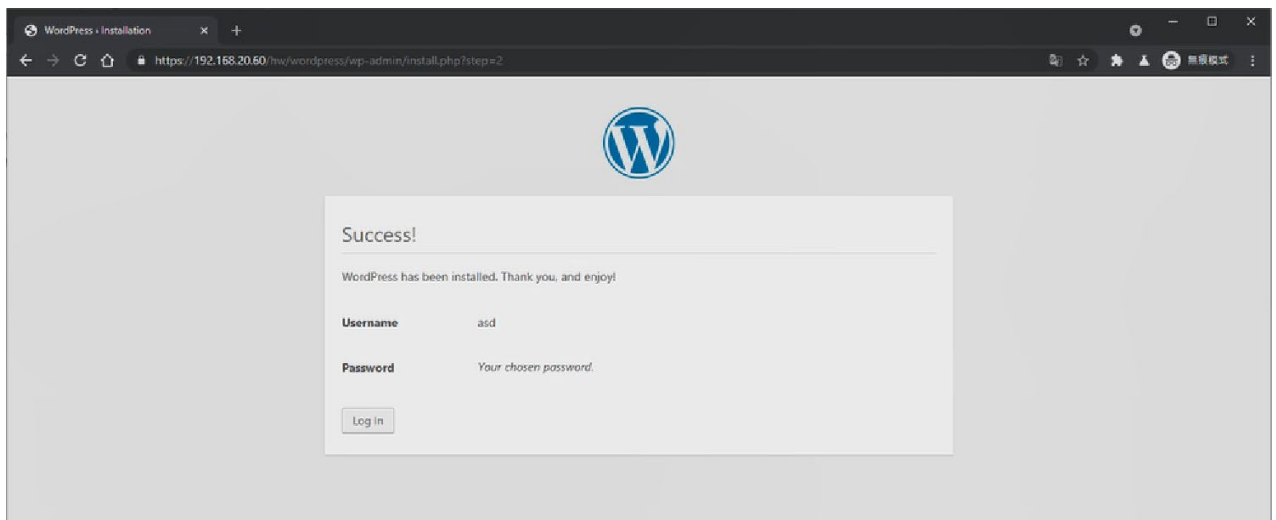 WordPress › Installation
https://192.168.20.60/hw/wordpress/wp-admin/install.php?step=2
無痕模式
Success!
WordPress has been installed. Thank you, and enjoy!
Username asd
Password Your chosen password.
Log In